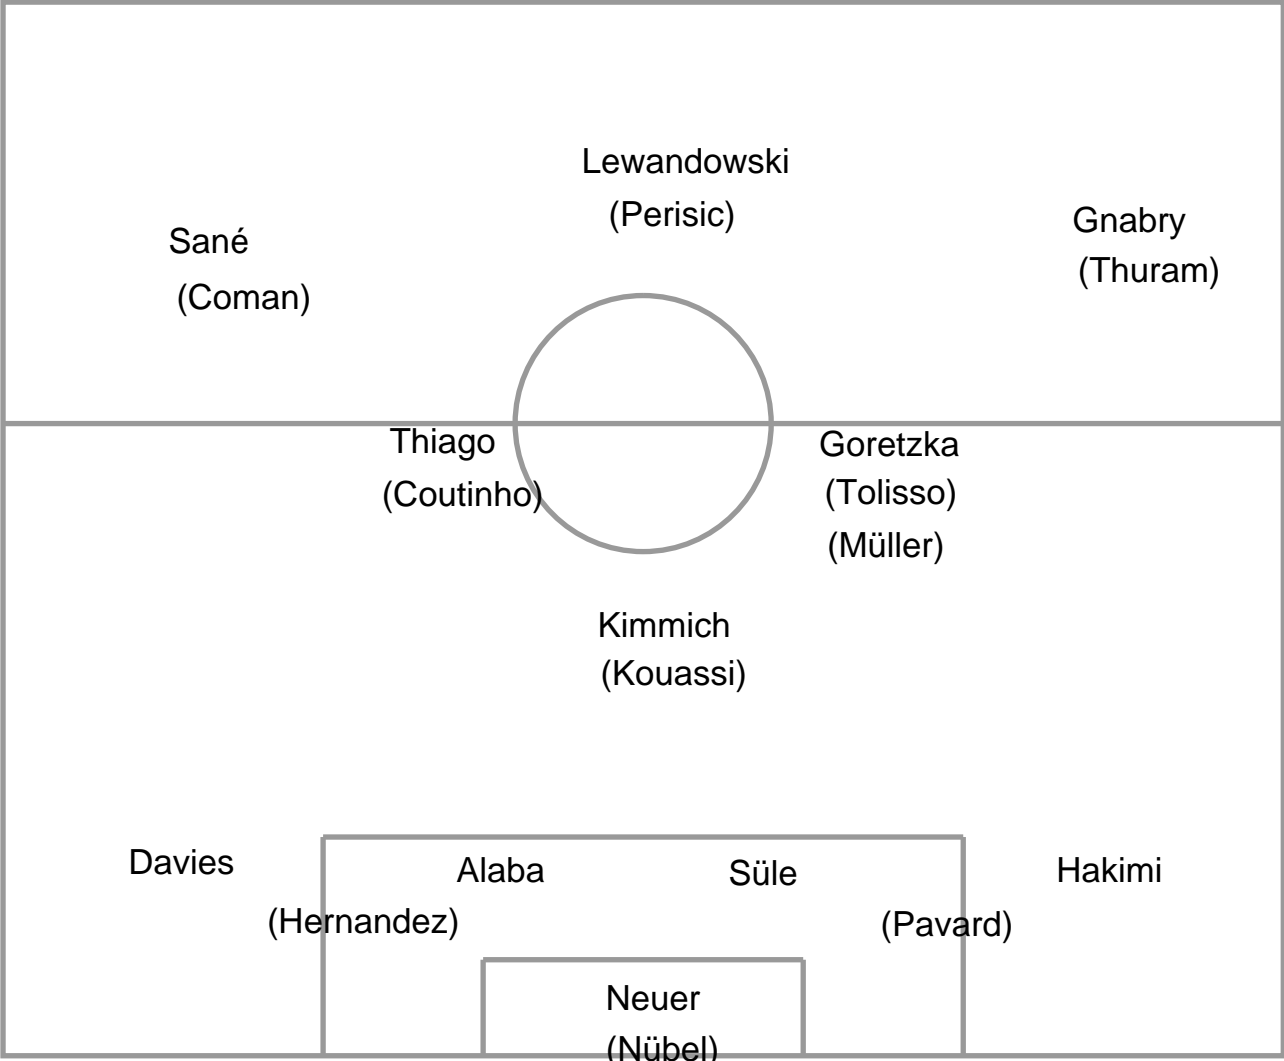 Lewandowski
(Perisic)
Gnabry
(Thuram)
Sané
(Coman)
Thiago
(Coutinho)
Goretzka
(Tolisso)
(Müller)
Kimmich
(Kouassi)
Davies
Alaba
Süle
Hakimi
(Hernandez)
(Pavard)
Neuer
(Nübel)